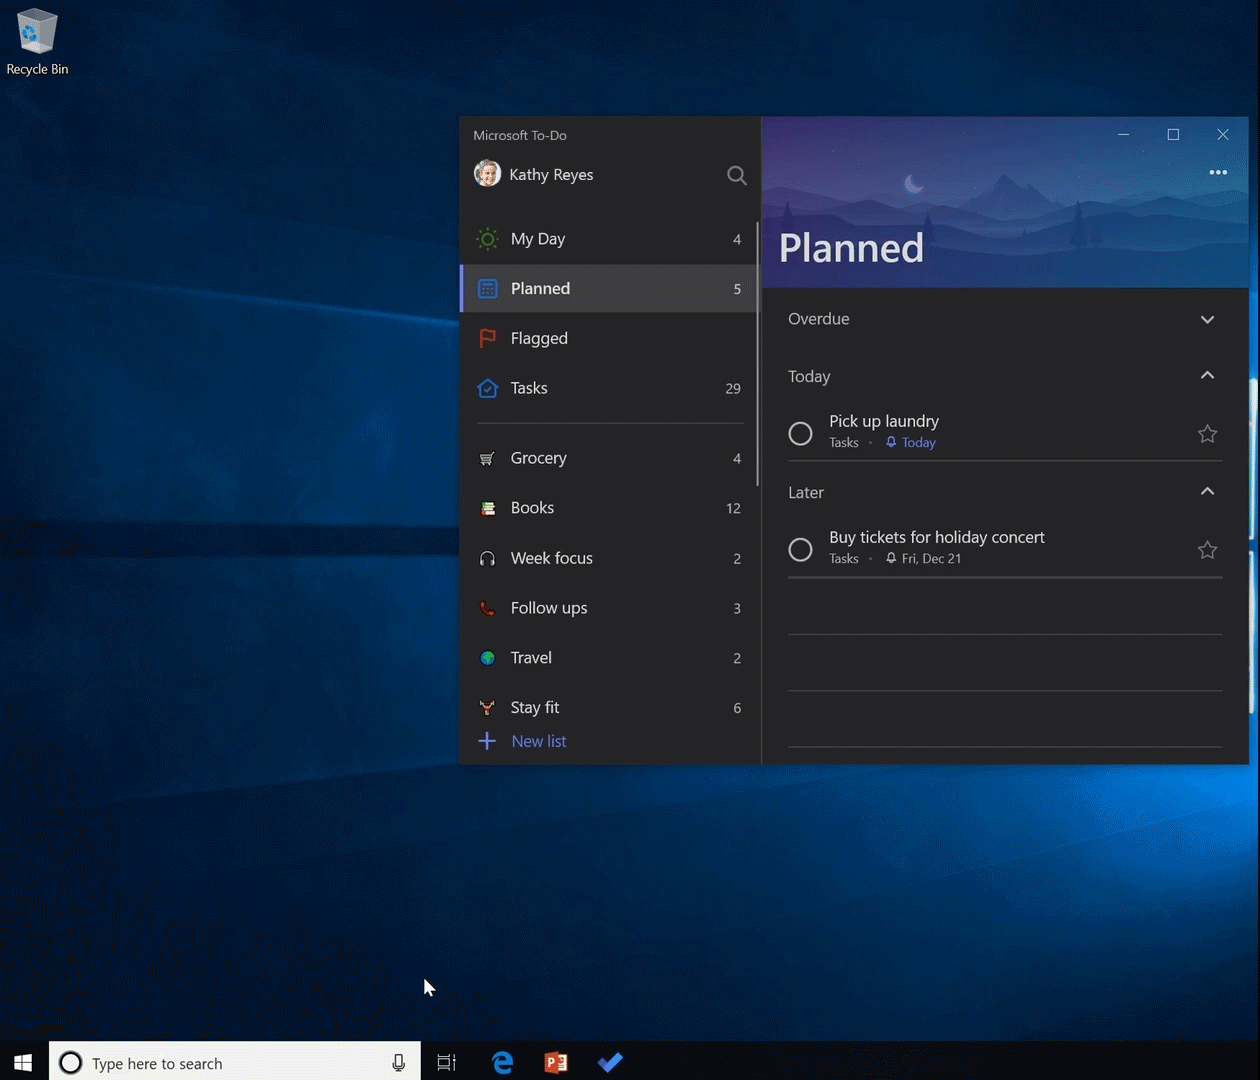 Recycle Bin
Microsoft To-Do
Kathy Reyes
My Day 4
Planned 5
Flagged
Tasks 29
Grocery 4
Books 12
Week focus 2
Follow ups 3
Travel 2
Stay fit 6
New list
Planned
Overdue
Today
Pick up laundry
Tasks • Today
Later
Buy tickets for holiday concert
Tasks • Fri, Dec 21
Type here to search